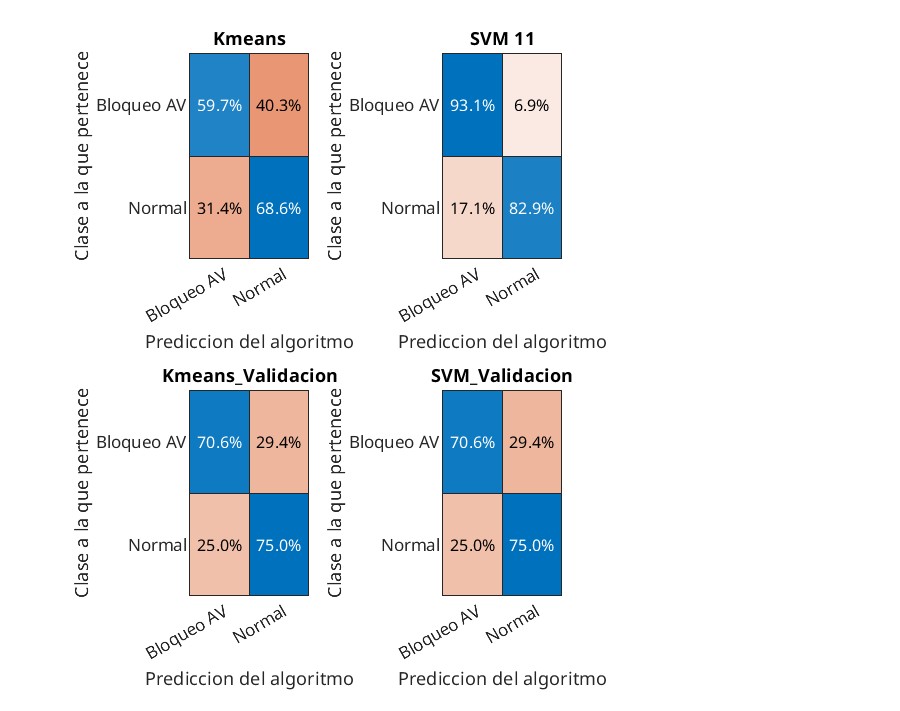 Kmeans
Clase a la que pertenece
Bloqueo AV 59.7% 40.3%
Normal 31.4% 68.6%
Bloqueo AV Normal
Prediccion del algoritmo
SVM 11
Clase a la que pertenece
Bloqueo AV 93.1% 6.9%
Normal 17.1% 82.9%
Bloqueo AV Normal
Prediccion del algoritmo
Kmeans_Validacion
Clase a la que pertenece
Bloqueo AV 70.6% 29.4%
Normal 25.0% 75.0%
Bloqueo AV Normal
Prediccion del algoritmo
SVM_Validacion
Clase a la que pertenece
Bloqueo AV 70.6% 29.4%
Normal 25.0% 75.0%
Bloqueo AV Normal
Prediccion del algoritmo